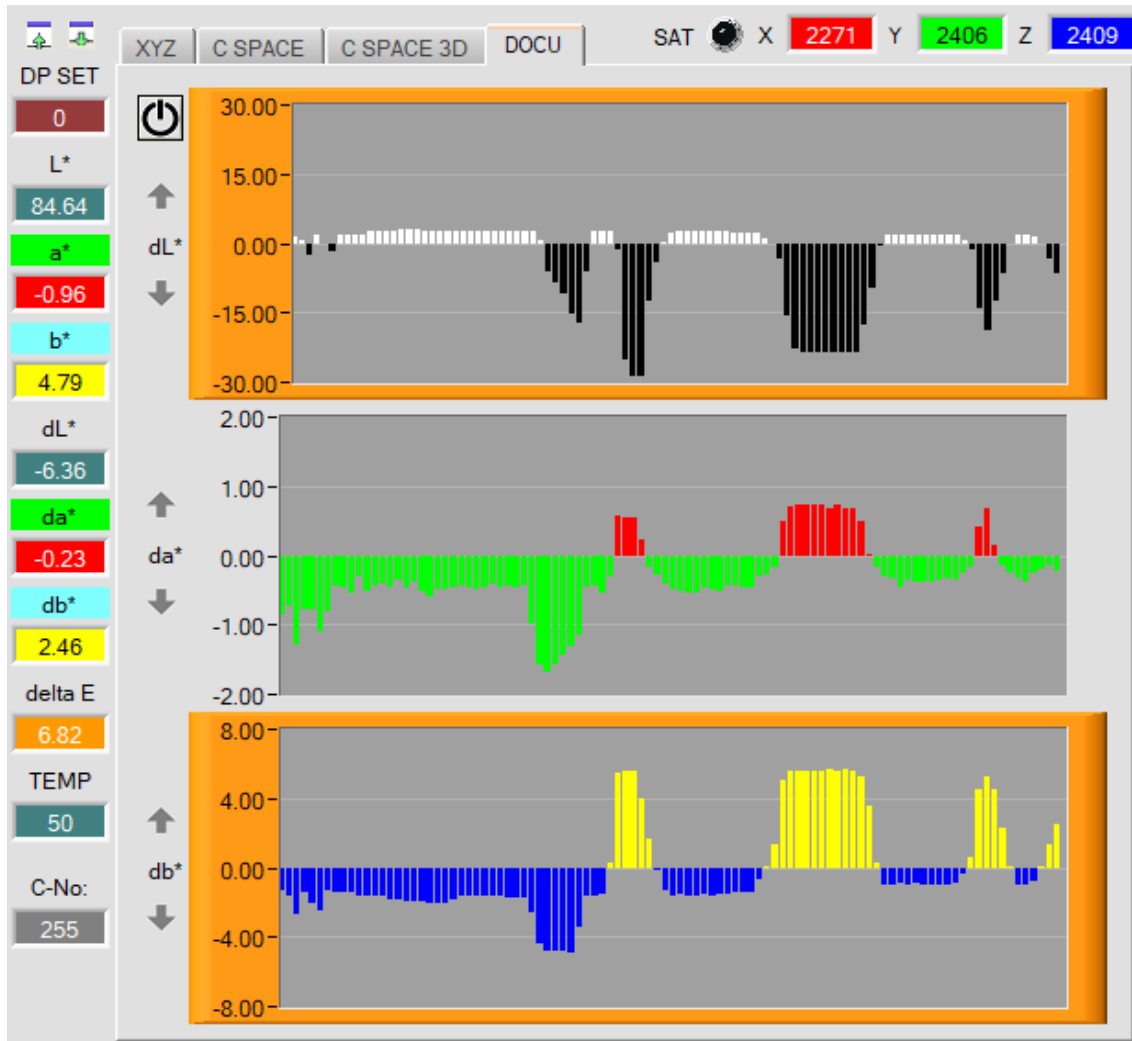 XYZ C SPACE C SPACE 3D DOCU SAT X 2271 Y 2406 Z 2409
DP SET
0
L*
84.64
a*
-0.96
b*
4.79
dL*
-6.36
da*
-0.23
db*
2.46
delta E
6.82
TEMP
50
C-No:
255
30.00
15.00
dL* 0.00
-15.00
-30.00
2.00
1.00
da* 0.00
-1.00
-2.00
8.00
4.00
db* 0.00
-4.00
-8.00